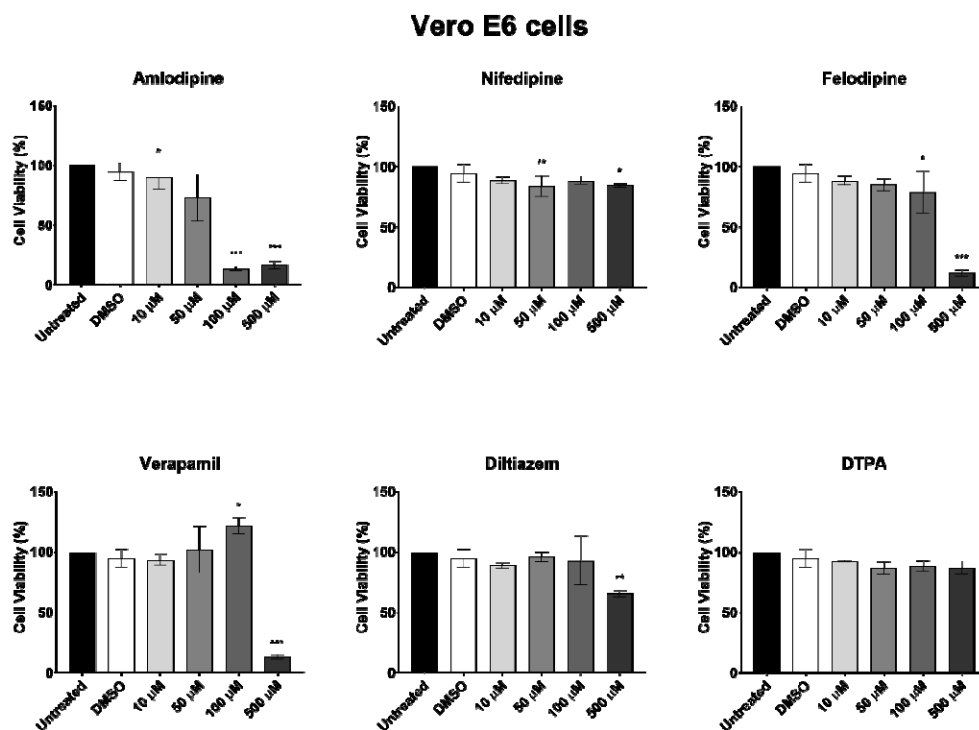 Vero E6 cells
Amlodipine
Cell Viability (%)
150
100
50
0
*
***
***
Untreated
DMSO
10 µM
50 µM
100 µM
500 µM
Nifedipine
Cell Viability (%)
150
100
50
0
**
*
Untreated
DMSO
10 µM
50 µM
100 µM
500 µM
Felodipine
Cell Viability (%)
150
100
50
0
*
***
Untreated
DMSO
10 µM
50 µM
100 µM
500 µM
Verapamil
Cell Viability (%)
150
100
50
0
*
***
Untreated
DMSO
10 µM
50 µM
100 µM
500 µM
Diltiazem
Cell Viability (%)
150
100
50
0
**
Untreated
DMSO
10 µM
50 µM
100 µM
500 µM
DTPA
Cell Viability (%)
150
100
50
0
Untreated
DMSO
10 µM
50 µM
100 µM
500 µM